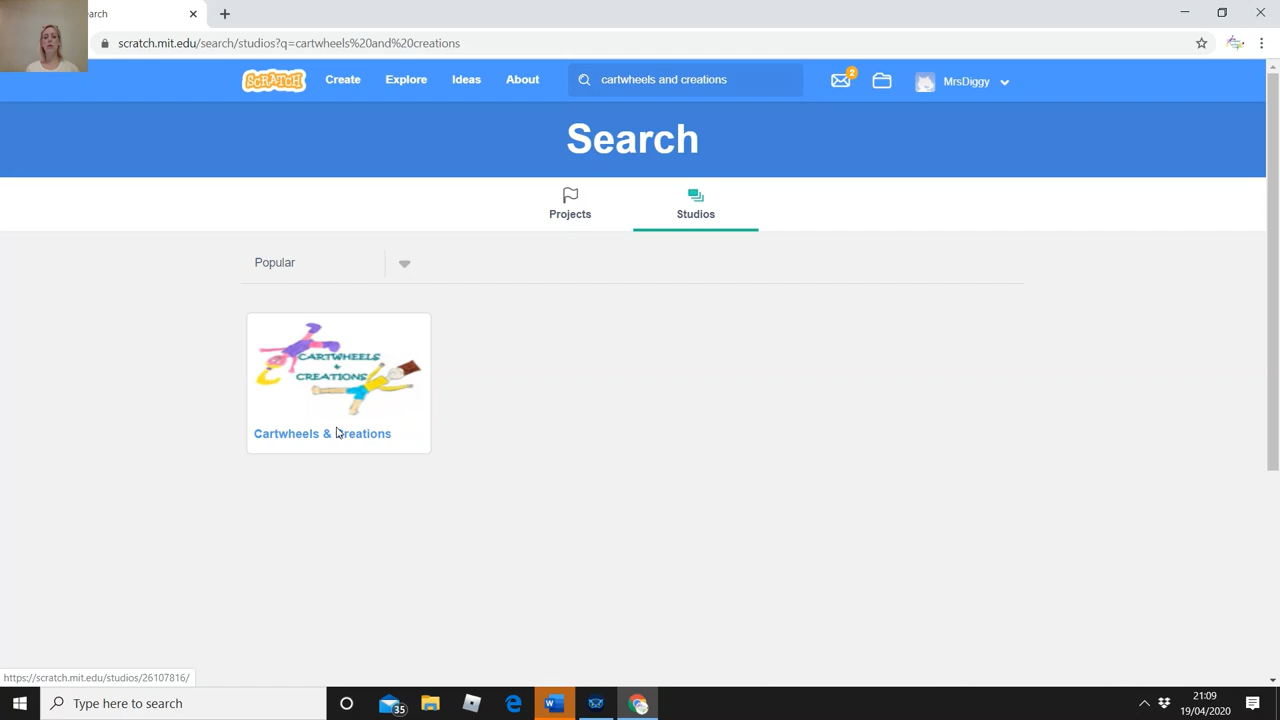 earch
scratch.mit.edu/search/studios?q=cartwheels%20and%20creations
SCRATCH
Create
Explore
Ideas
About
cartwheels and creations
2
MrsDiggy
Search
Projects
Studios
Popular
CARTWHEELS
+
CREATIONS
Cartwheels & Creations
https://scratch.mit.edu/studios/26107816/
Type here to search
35
W
21:09
19/04/2020